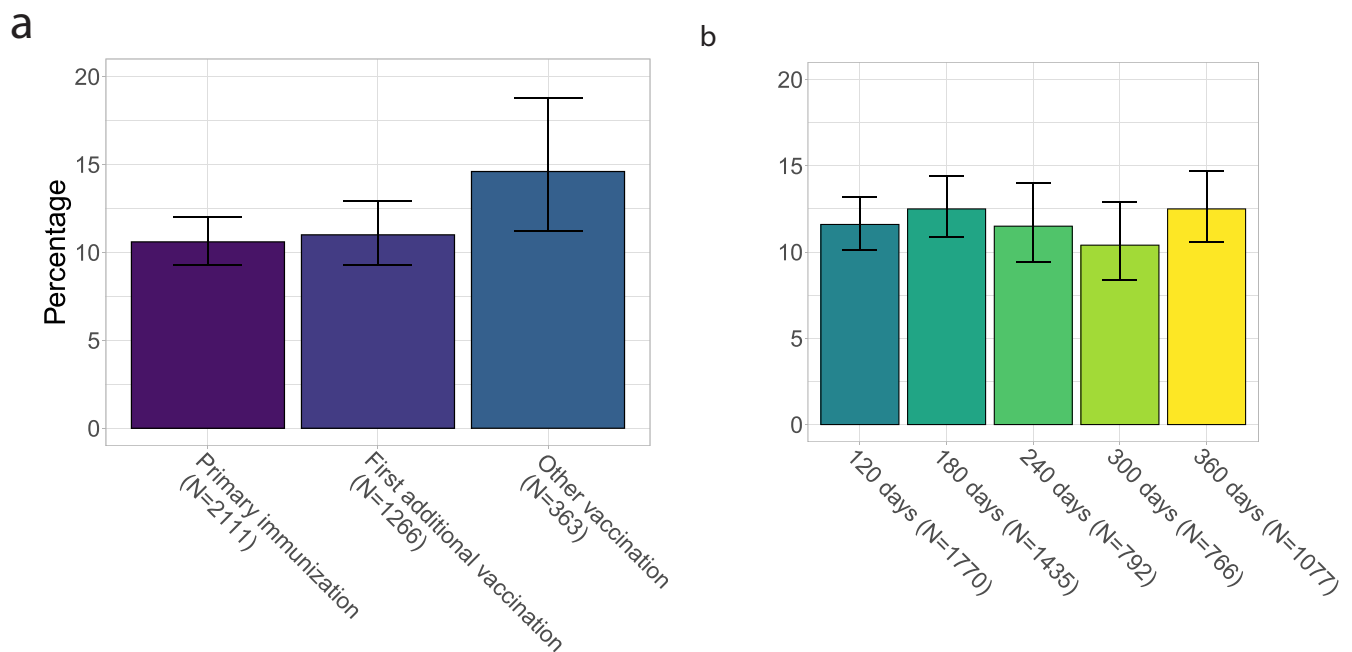 a
Percentage
20
15
10
5
0
Primary immunization
(N=2111)
First additional vaccination
(N=1266)
Other vaccination
(N=363)
b
20
15
10
5
0
120 days (N=1770)
180 days (N=1435)
240 days (N=792)
300 days (N=766)
360 days (N=1077)